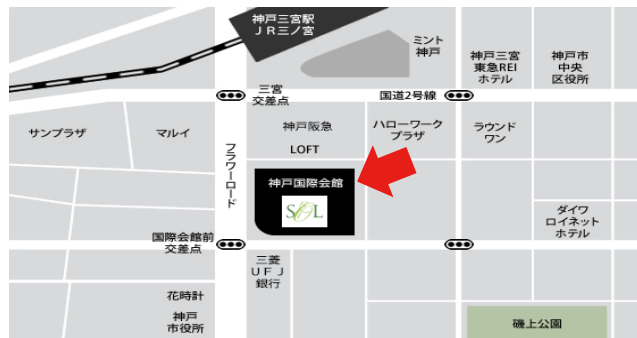 神戸三宮駅
JR三ノ宮
ミント
神戸
神戸三宮
東急REI
ホテル
神戸市
中央
区役所
三宮
交差点
国道2号線
サンプラザ
マルイ
フラワーロード
神戸阪急
LOFT
ハローワーク
プラザ
ラウンド
ワン
神戸国際会館
SOL
ダイワ
ロイネット
ホテル
国際会館前
交差点
三菱
UFJ
銀行
花時計
神戸
市役所
磯上公園